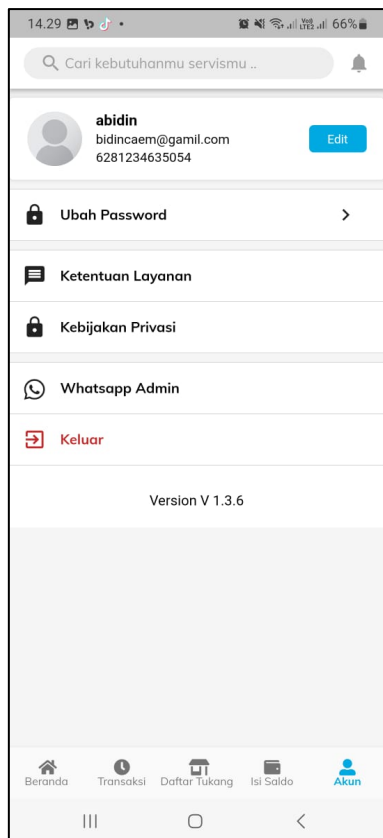 14.29 66%
Cari kebutuhanmu servismu ..
abidin
bidincaem@gamil.com
6281234635054
Edit
Ubah Password
Ketentuan Layanan
Kebijakan Privasi
Whatsapp Admin
Keluar
Version V 1.3.6
Beranda Transaksi Daftar Tukang Isi Saldo Akun